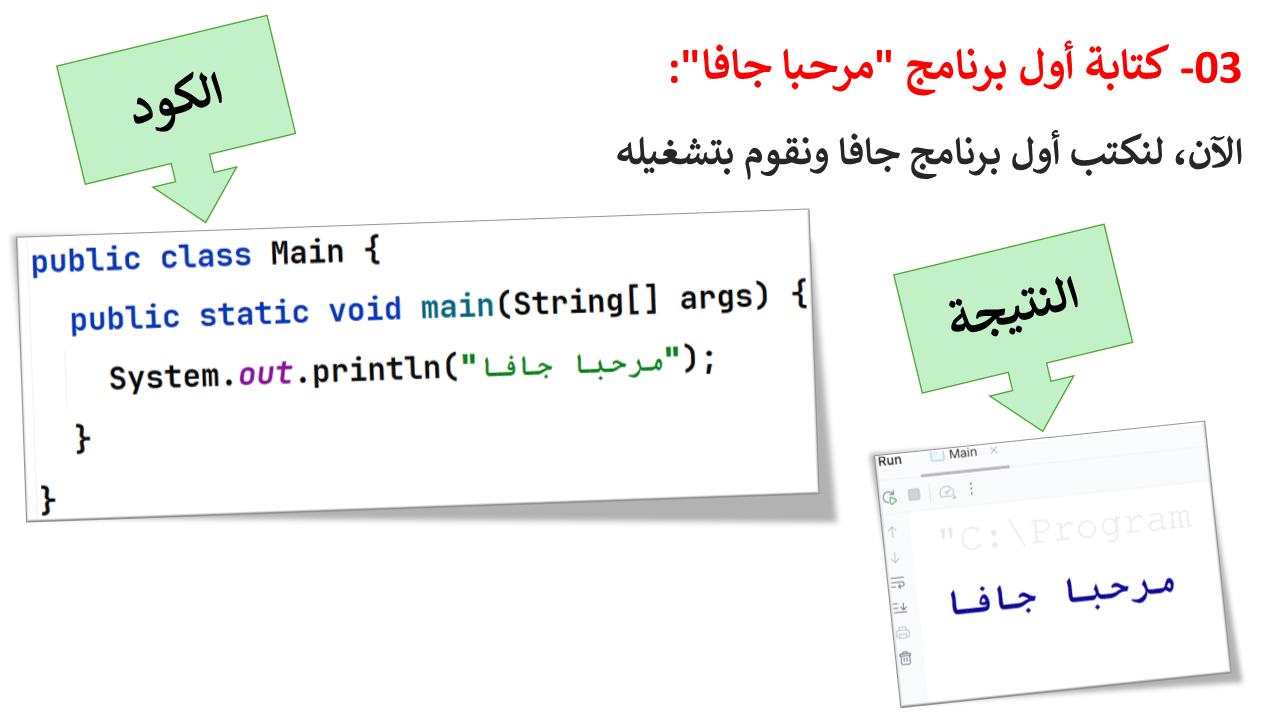 03- كتابة أول برنامج "مرحبا جافا":
الآن، لنكتب أول برنامج جافا ونقوم بتشغيله
الكود
public class Main {
public static void main(String[] args) {
System.out.println("مرحبا جافا");
}
}
النتيجة
Run Main
"C:\Program
مرحبا جافا